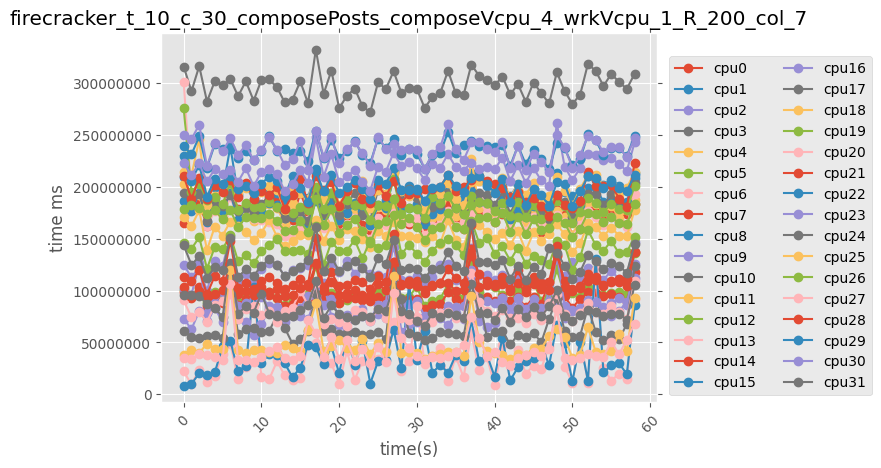 firecracker_t_10_c_30_composePosts_composeVcpu_4_wrkVcpu_1_R_200_col_7
time ms
300000000
250000000
200000000
150000000
100000000
50000000
0
0
10
20
30
40
50
60
time(s)
cpu0
cpu1
cpu2
cpu3
cpu4
cpu5
cpu6
cpu7
cpu8
cpu9
cpu10
cpu11
cpu12
cpu13
cpu14
cpu15
cpu16
cpu17
cpu18
cpu19
cpu20
cpu21
cpu22
cpu23
cpu24
cpu25
cpu26
cpu27
cpu28
cpu29
cpu30
cpu31